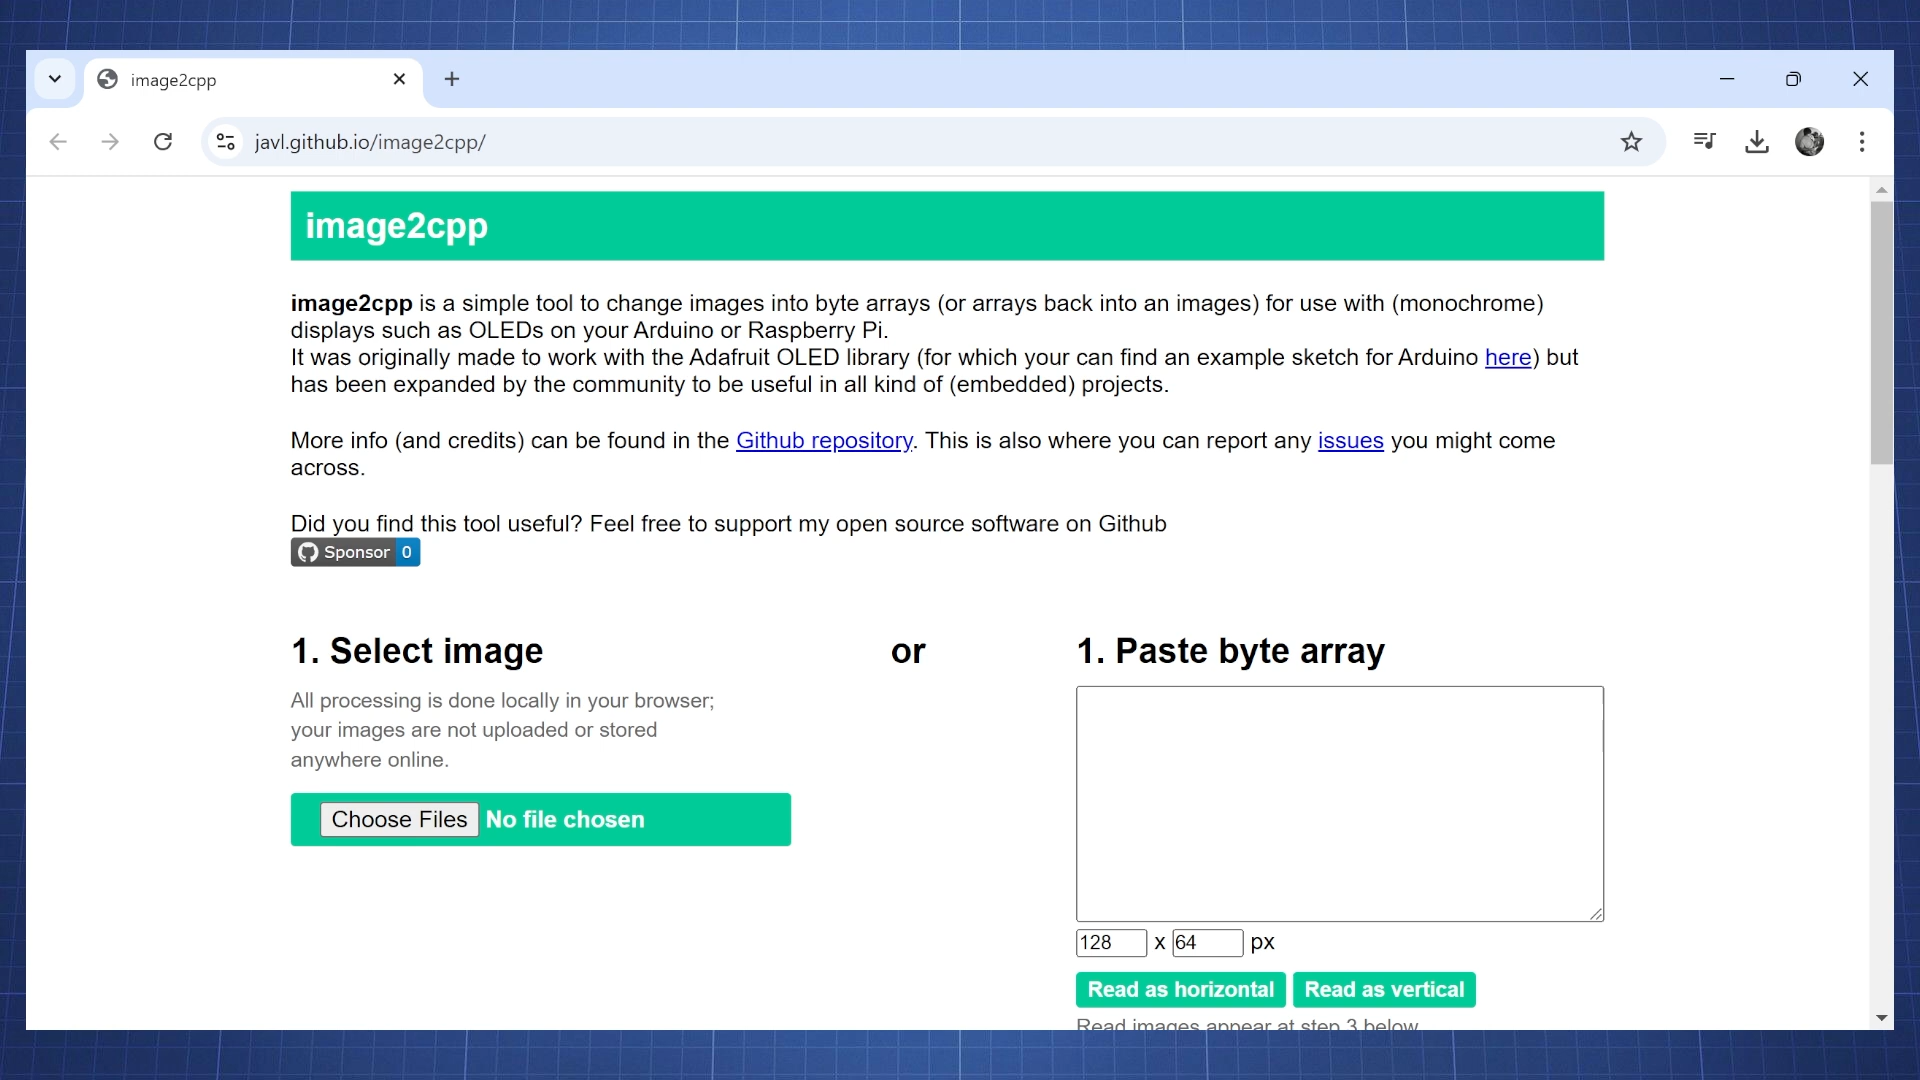 image2cpp
javl.github.io/image2cpp/
image2cpp
image2cpp is a simple tool to change images into byte arrays (or arrays back into an images) for use with (monochrome)
displays such as OLEDs on your Arduino or Raspberry Pi.
It was originally made to work with the Adafruit OLED library (for which your can find an example sketch for Arduino here) but
has been expanded by the community to be useful in all kind of (embedded) projects.
More info (and credits) can be found in the Github repository. This is also where you can report any issues you might come
across.
Did you find this tool useful? Feel free to support my open source software on Github
Sponsor 0
1. Select image
or
1. Paste byte array
All processing is done locally in your browser;
your images are not uploaded or stored
anywhere online.
Choose Files No file chosen
128 x 64 px
Read as horizontal Read as vertical
Read images appear at step 3 below